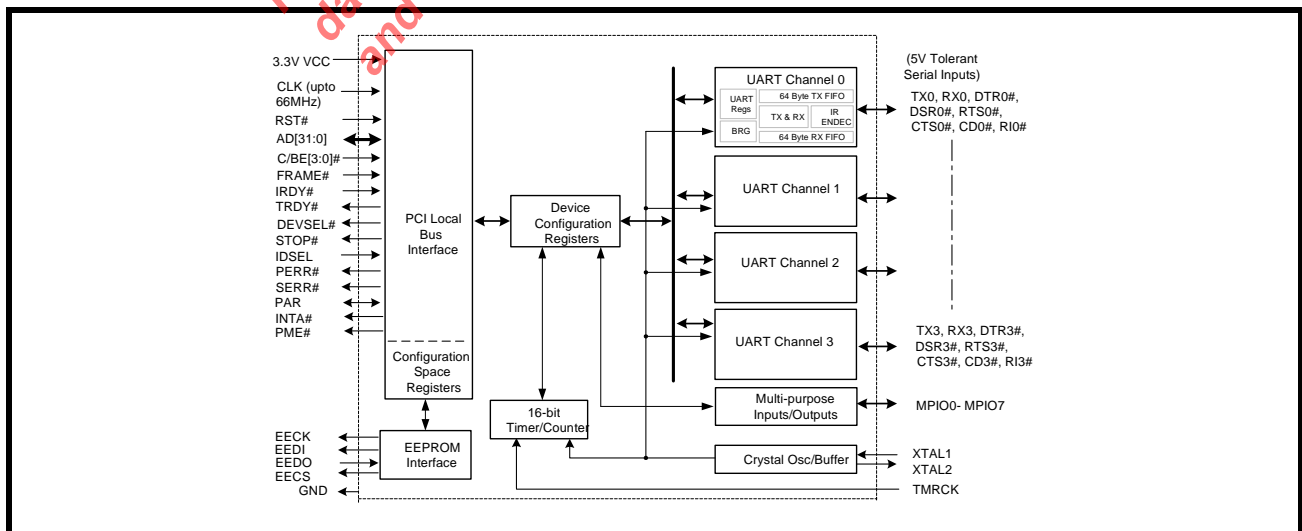 da
and
3.3V VCC
CLK (upto
66MHz)
RST#
AD[31:0]
C/BE[3:0]#
FRAME#
IRDY#
TRDY#
DEVSEL#
STOP#
IDSEL
PERR#
SERR#
PAR
INTA#
PME#
EECK
EEDI
EEDO
EECS
GND
PCI Local
Bus
Interface
Configuration
Space
Registers
EEPROM
Interface
Device
Configuration
Registers
16-bit
Timer/Counter
UART Channel 0
UART
Regs
BRG
64 Byte TX FIFO
TX & RX
IR
ENDEC
64 Byte RX FIFO
UART Channel 1
UART Channel 2
UART Channel 3
Multi-purpose
Inputs/Outputs
Crystal Osc/Buffer
(5V Tolerant
Serial Inputs)
TX0, RX0, DTR0#,
DSR0#, RTS0#,
CTS0#, CD0#, RI0#
TX3, RX3, DTR3#,
DSR3#, RTS3#,
CTS3#, CD3#, RI3#
MPIO0- MPIO7
XTAL1
XTAL2
TMRCK